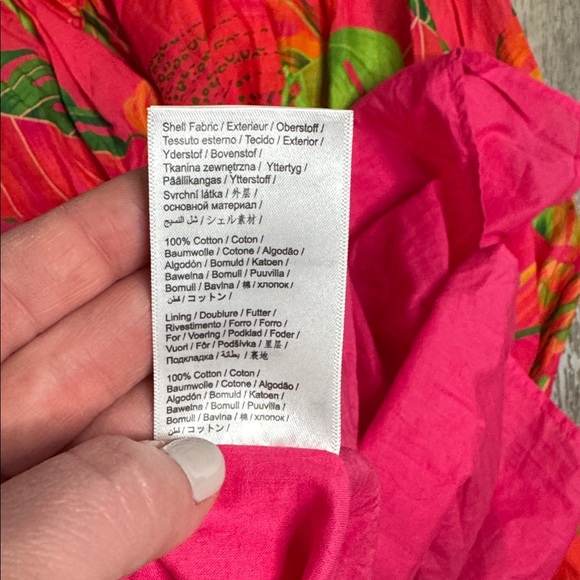 Shell Fabric / Exterieur / Oberstoff /
Tessuto esterno / Tecido / Exterior /
Yderstof / Bovenstof /
Tkanina zewnętrzna / Yttertyg /
Päällikangas / Ytterstoff /
Svrchní látka / 外层 /
основной материал /
シェル素材 /
100% Cotton / Coton /
Baumwolle / Cotone / Algodão /
Algodón / Bomuld / Katoen /
Bawełna / Bomull / Puuvilla /
Bomull / Bavlna / 棉 / хлопок /
قطن / コットン /
Lining / Doublure / Futter /
Rivestimento / Forro / Forro /
For / Voering / Podklad / Foder /
Vuori / Fôr / Podšívka / 里层 /
Подкладка / بطانة / 裏地
100% Cotton / Coton /
Baumwolle / Cotone / Algodão /
Algodón / Bomuld / Katoen /
Bawełna / Bomull / Puuvilla /
Bomull / Bavlna / 棉 / хлопок /
قطن / コットン /